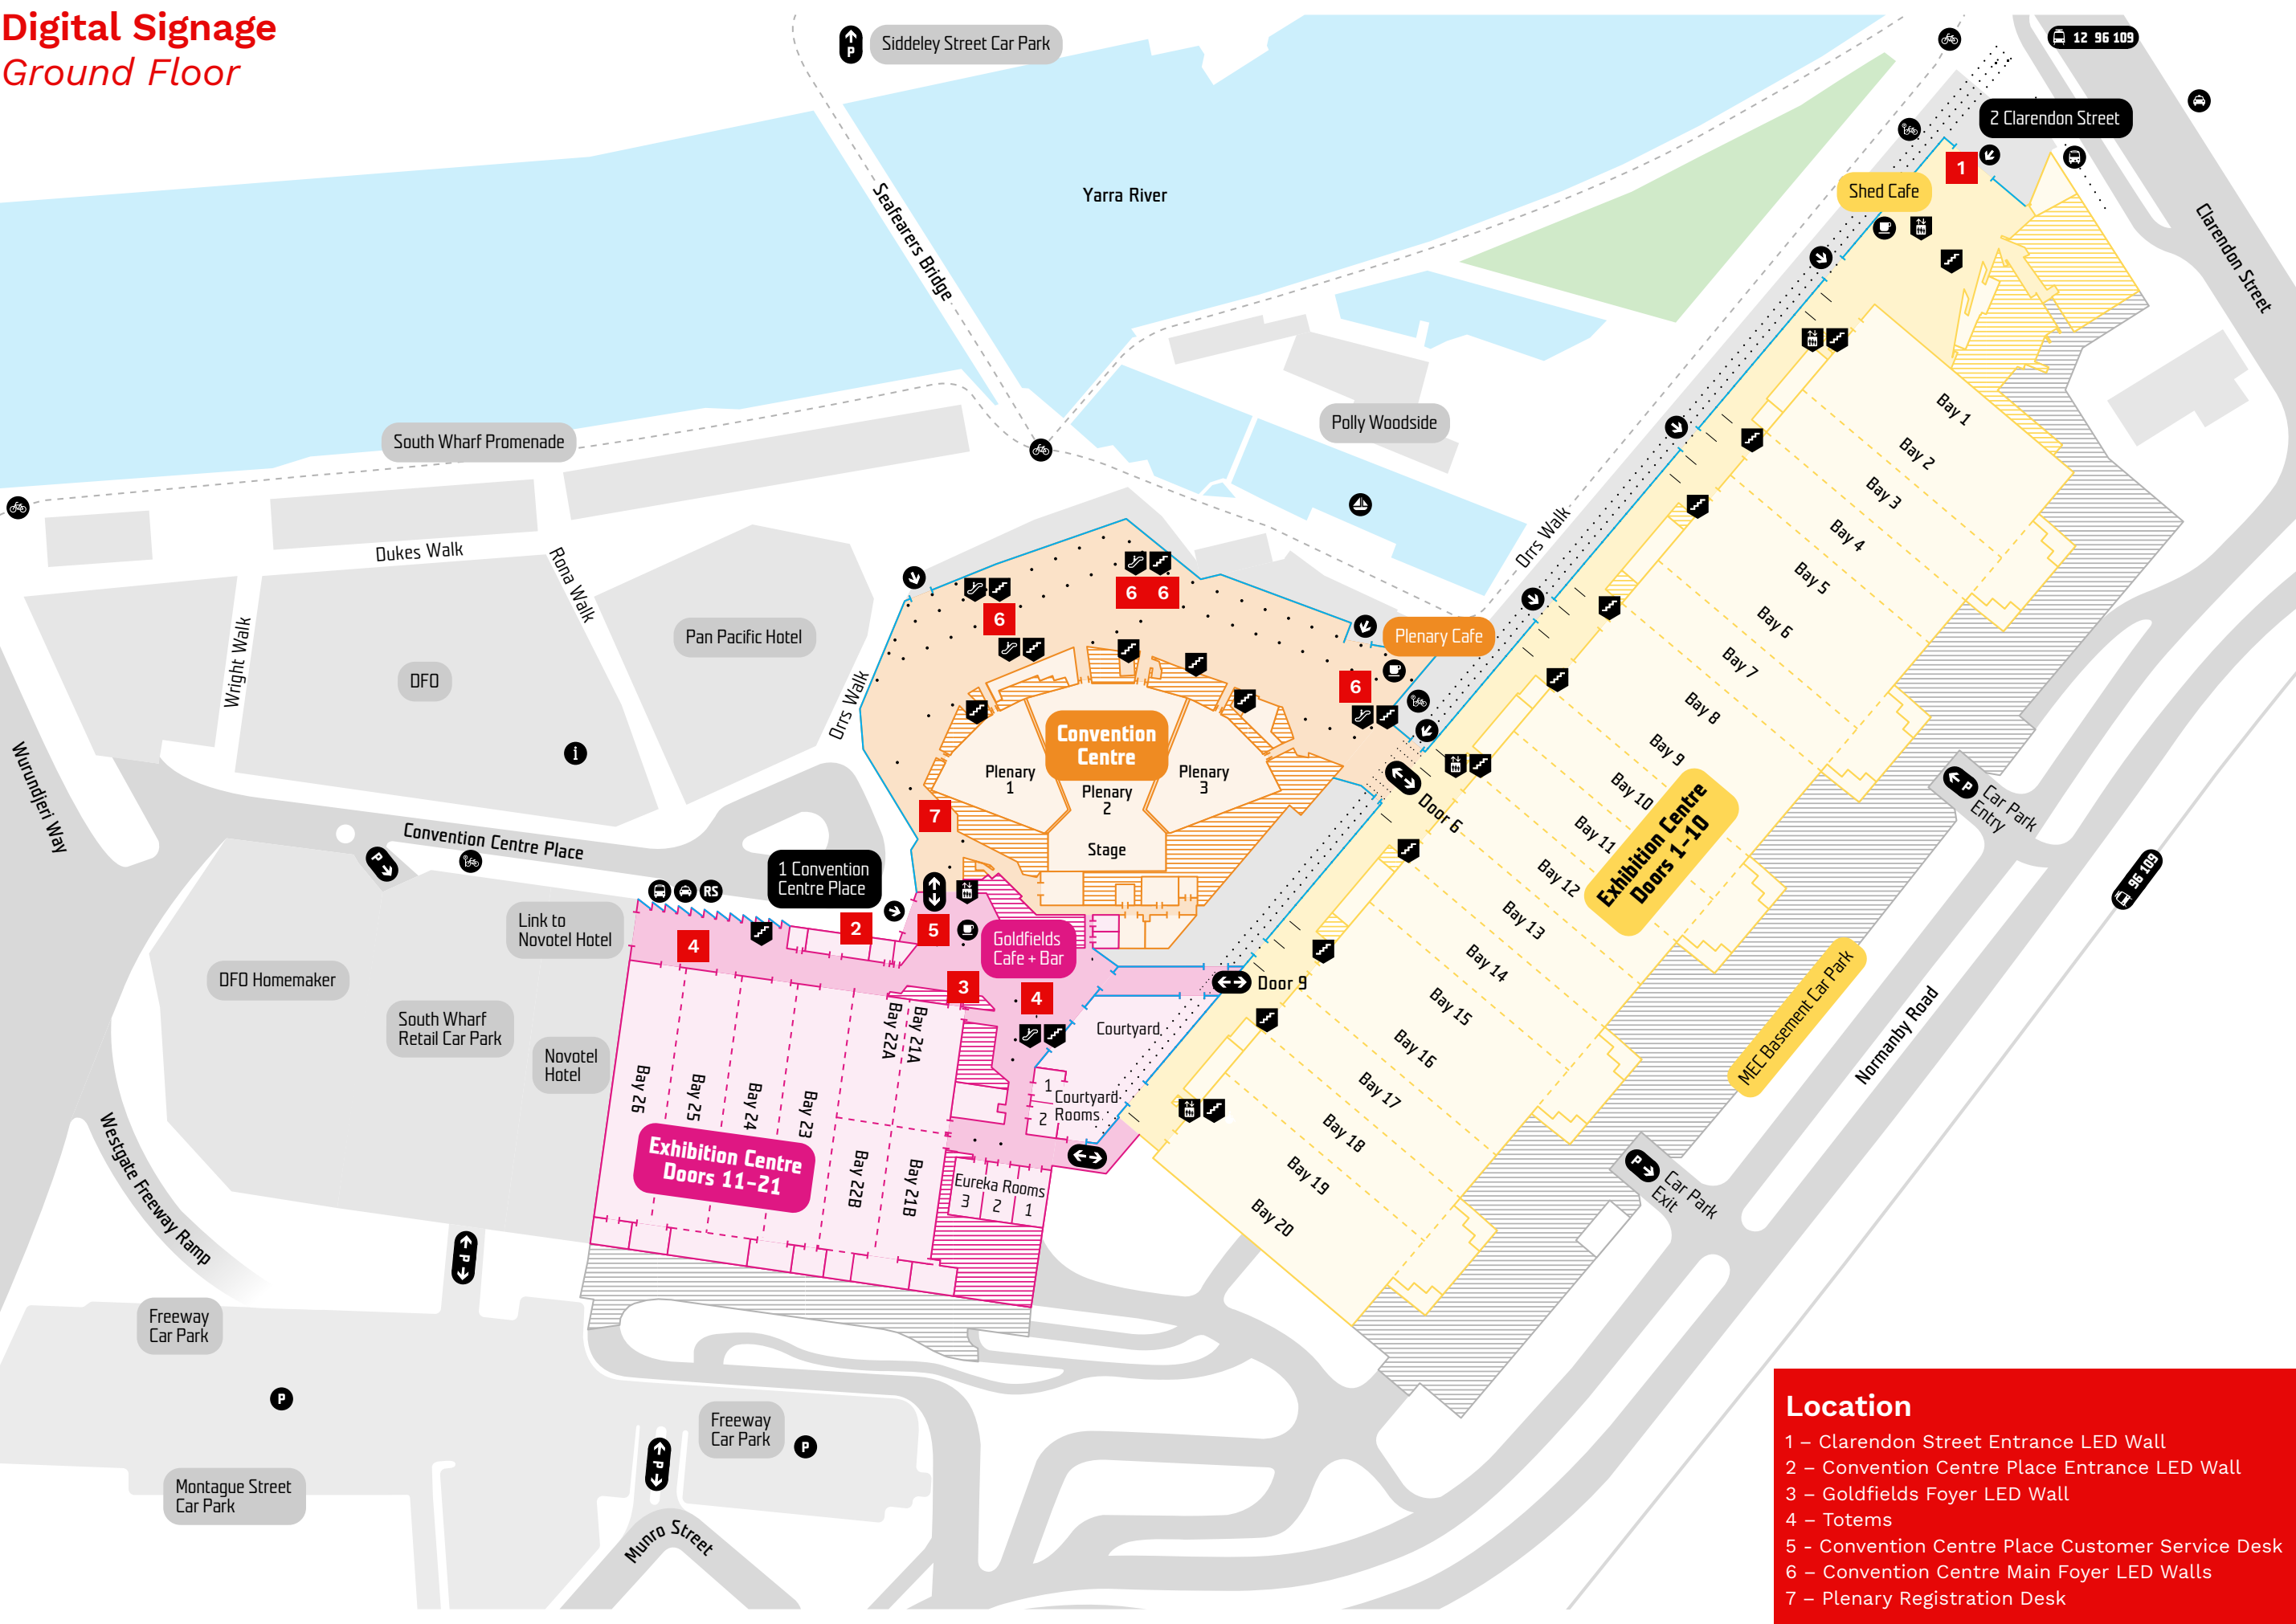 Digital Signage
Ground Floor
Siddeley Street Car Park
12 96 109
2 Clarendon Street
1
Shed Cafe
Clarendon Street
Yarra River
Seafarers Bridge
Polly Woodside
South Wharf Promenade
Dukes Walk
Rona Walk
Wright Walk
Pan Pacific Hotel
DFO
Orrs Walk
Orrs Walk
Wurundjeri Way
Convention Centre Place
6 6
6
6
Plenary Cafe
Convention
Centre
Plenary
1
Plenary
2
Plenary
3
Stage
7
Door 6
Bay 1
Bay 2
Bay 3
Bay 4
Bay 5
Bay 6
Bay 7
Bay 8
Bay 9
Bay 10
Bay 11
Bay 12
Bay 13
Bay 14
Bay 15
Bay 16
Bay 17
Bay 18
Bay 19
Bay 20
Exhibition Centre
Doors 1-10
Car Park
Entry
96 109
MEC Basement Car Park
Normanby Road
Car Park
Exit
1 Convention
Centre Place
RS
Link to
Novotel Hotel
4
2
5
Goldfields
Cafe + Bar
3
4
Door 9
Courtyard
1
2
Courtyard
Rooms
DFO Homemaker
South Wharf
Retail Car Park
Novotel
Hotel
Bay 26
Bay 25
Bay 24
Bay 23
Bay 22A
Bay 21A
Bay 22B
Bay 21B
Exhibition Centre
Doors 11-21
Eureka Rooms
3 2 1
Westgate Freeway Ramp
P
P
P
P
P
P
Freeway
Car Park
P
Freeway
Car Park
P
Montague Street
Car Park
Munro Street
Location
1 – Clarendon Street Entrance LED Wall
2 – Convention Centre Place Entrance LED Wall
3 – Goldfields Foyer LED Wall
4 – Totems
5 - Convention Centre Place Customer Service Desk
6 – Convention Centre Main Foyer LED Walls
7 – Plenary Registration Desk